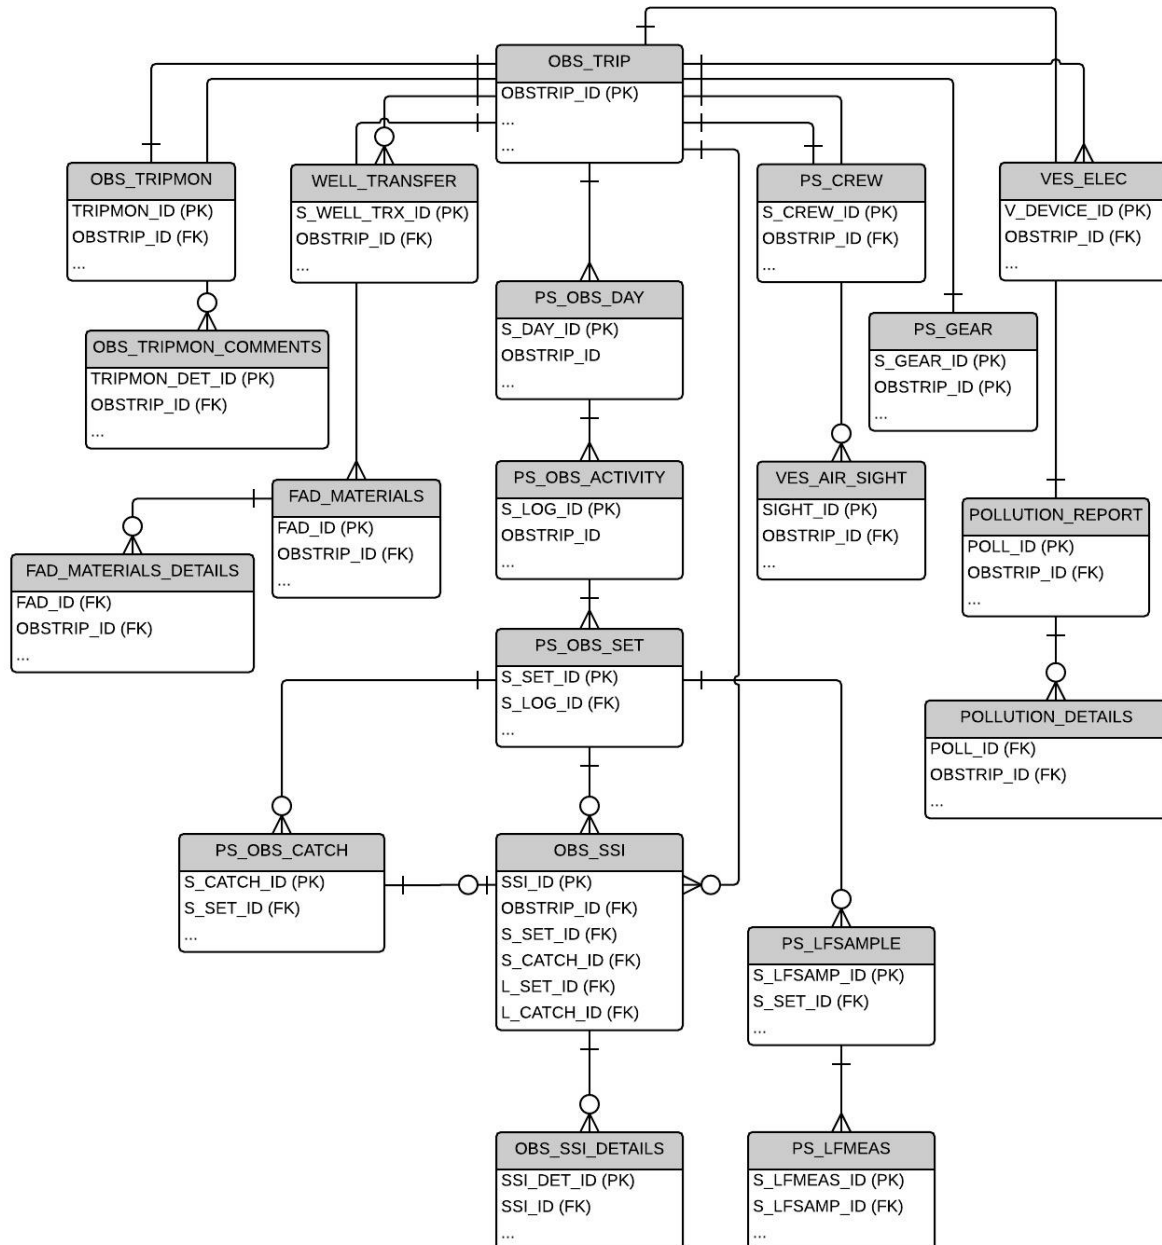 OBS_TRIP
OBSTRIP_ID (PK)
...
...
OBS_TRIPMON
TRIPMON_ID (PK)
OBSTRIP_ID (FK)
...
WELL_TRANSFER
S_WELL_TRX_ID (PK)
OBSTRIP_ID (FK)
...
PS_CREW
S_CREW_ID (PK)
OBSTRIP_ID (FK)
...
VES_ELEC
V_DEVICE_ID (PK)
OBSTRIP_ID (FK)
...
PS_OBS_DAY
S_DAY_ID (PK)
OBSTRIP_ID
...
PS_GEAR
S_GEAR_ID (PK)
OBSTRIP_ID (PK)
...
OBS_TRIPMON_COMMENTS
TRIPMON_DET_ID (PK)
OBSTRIP_ID (FK)
...
PS_OBS_ACTIVITY
S_LOG_ID (PK)
OBSTRIP_ID
...
VES_AIR_SIGHT
SIGHT_ID (PK)
OBSTRIP_ID (FK)
...
FAD_MATERIALS
FAD_ID (PK)
OBSTRIP_ID (FK)
...
POLLUTION_REPORT
POLL_ID (PK)
OBSTRIP_ID (FK)
...
FAD_MATERIALS_DETAILS
FAD_ID (FK)
OBSTRIP_ID (FK)
...
PS_OBS_SET
S_SET_ID (PK)
S_LOG_ID (FK)
...
POLLUTION_DETAILS
POLL_ID (FK)
OBSTRIP_ID (FK)
...
PS_OBS_CATCH
S_CATCH_ID (PK)
S_SET_ID (FK)
...
OBS_SSI
SSI_ID (PK)
OBSTRIP_ID (FK)
S_SET_ID (FK)
S_CATCH_ID (FK)
L_SET_ID (FK)
L_CATCH_ID (FK)
PS_LFSAMPLE
S_LFSAMP_ID (PK)
S_SET_ID (FK)
...
OBS_SSI_DETAILS
SSI_DET_ID (PK)
SSI_ID (FK)
...
PS_LFMEAS
S_LFMEAS_ID (PK)
S_LFSAMP_ID (FK)
...